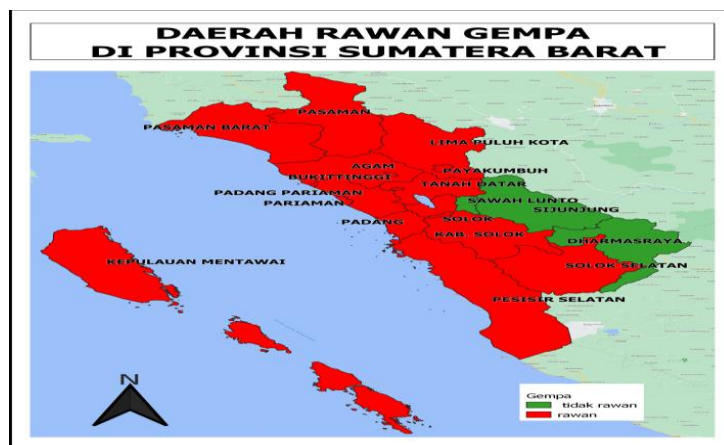 DAERAH RAWAN GEMPA
DI PROVINSI SUMATERA BARAT
PASAMAN
PASAMAN BARAT
LIMA PULUH KOTA
AGAM
PAYAKUMBUH
BUKITTINGGI
TANAH DATAR
PADANG PARIAMAN
SAWAH LUNTO
PARIAMAN
SIJUNJUNG
PADANG
SOLOK
KAB. SOLOK
DHARMASRAYA
KEPULAUAN MENTAWAI
SOLOK SELATAN
PESISIR SELATAN
N
Gempa
tidak rawan
rawan